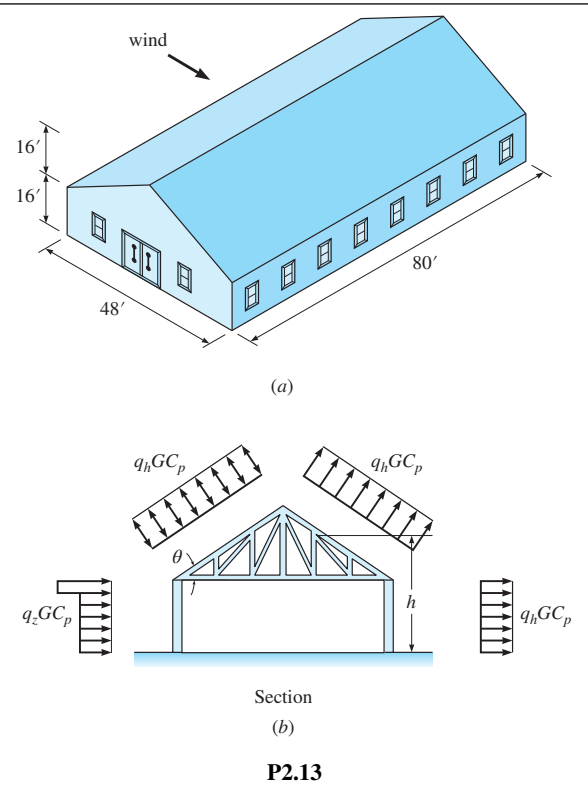 wind
16′
16′
80′
48′
(a)
q_hGC_p q_hGC_p
θ
q_zGC_p h q_hGC_p
Section
(b)
P2.13